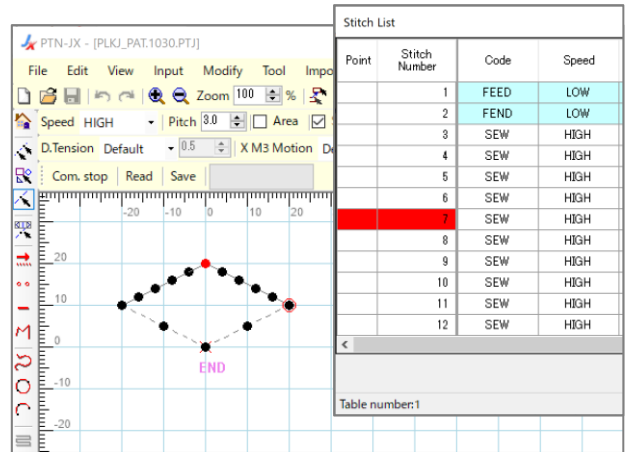 PTN-JX - [PLKJ_PAT.1030.PTJ]
File Edit View Input Modify Tool Impo
Zoom 100 %
Speed HIGH Pitch 3.0 Area
D.Tension Default 0.5 X M3 Motion De
Com. stop Read Save
-20 -10 0 10 20
20
10
0
-10
-20
END
Stitch List
Point Stitch Number Code Speed
1 FEED LOW
2 FEND LOW
3 SEW HIGH
4 SEW HIGH
5 SEW HIGH
6 SEW HIGH
7 SEW HIGH
8 SEW HIGH
9 SEW HIGH
10 SEW HIGH
11 SEW HIGH
12 SEW HIGH
Table number:1